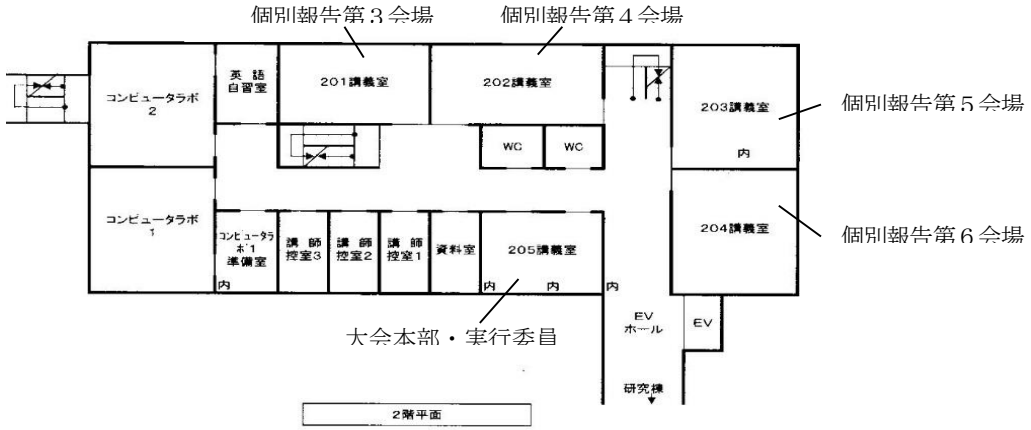 個別報告第３会場
個別報告第４会場
英 語
自習室
201講義室
202講義室
コンピュータラボ
2
203講義室
個別報告第５会場
WC
WC
内
コンピュータラボ
1
コンピュータラ
ボ1
準備室
内
講 師
控室3
講 師
控室2
講 師
控室1
資料室
205講義室
内
内
内
204講義室
個別報告第６会場
EV
ホール
EV
大会本部・実行委員
研究棟
2階平面